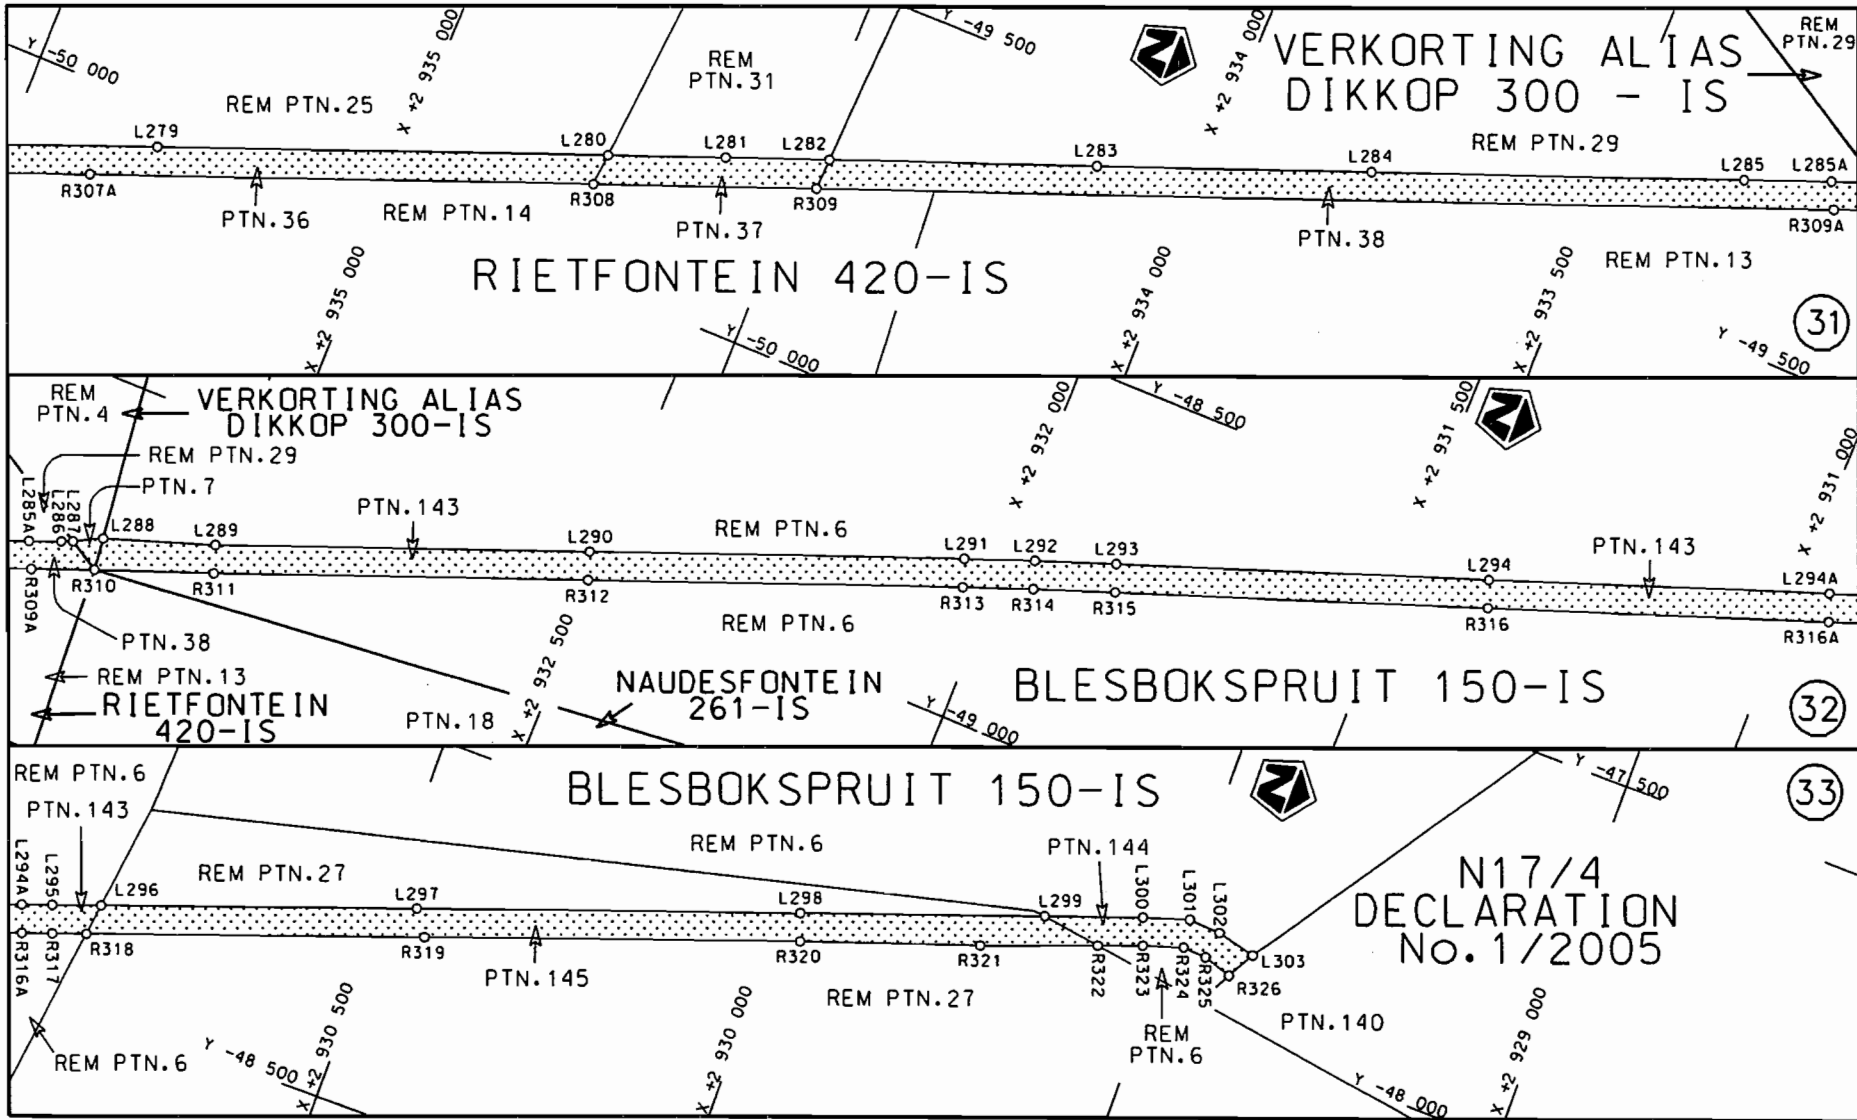 Y -50 000
X +2 935 000
REM
PTN.31
Y -49 500
X +2 934 000
VERKORTING ALIAS
DIKKOP 300 - IS
REM
PTN.29
REM PTN.25
L279
L280
L281
L282
L283
L284
REM PTN.29
L285
L285A
R307A
PTN.36
REM PTN.14
R308
PTN.37
R309
PTN.38
R309A
RIETFONTEIN 420-IS
REM PTN.13
X +2 935 000
Y -50 000
X +2 934 000
X +2 933 500
Y -49 500
31
REM
PTN.4
VERKORTING ALIAS
DIKKOP 300-IS
REM PTN.29
PTN.7
X +2 932 000
Y -48 500
X +2 931 500
X +2 931 000
L285A
L286
L287
L288
L289
PTN.143
L290
REM PTN.6
L291
L292
L293
L294
PTN.143
L294A
R309A
R310
R311
R312
R313
R314
R315
R316
R316A
PTN.38
REM PTN.6
REM PTN.13
RIETFONTEIN
420-IS
PTN.18
X +2 932 500
NAUDESFONTEIN
261-IS
Y -49 000
BLESBOKSPRUIT 150-IS
32
REM PTN.6
PTN.143
BLESBOKSPRUIT 150-IS
Y -47 500
33
L294A
L295
L296
REM PTN.27
L297
REM PTN.6
L298
L299
PTN.144
L300
L301
L302
L303
N17/4
DECLARATION
No.1/2005
R316A
R317
R318
R319
PTN.145
R320
R321
R322
R323
R324
R325
R326
REM PTN.27
REM
PTN.6
PTN.140
REM PTN.6
Y -48 500
X +2 930 500
X +2 930 000
Y -48 000
X +2 929 000